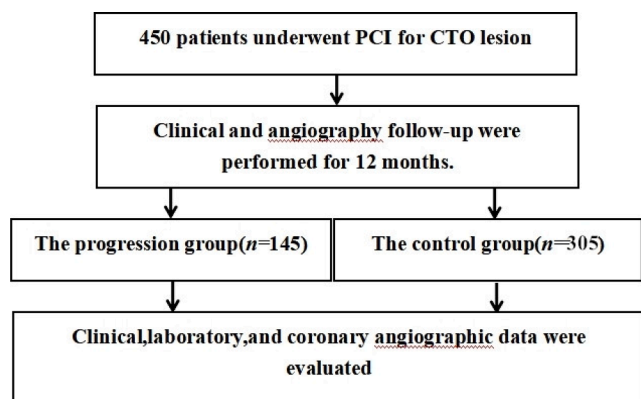 450 patients underwent PCI for CTO lesion
Clinical and angiography follow-up were
performed for 12 months.
The progression group(n=145)
The control group(n=305)
Clinical,laboratory,and coronary angiographic data were
evaluated